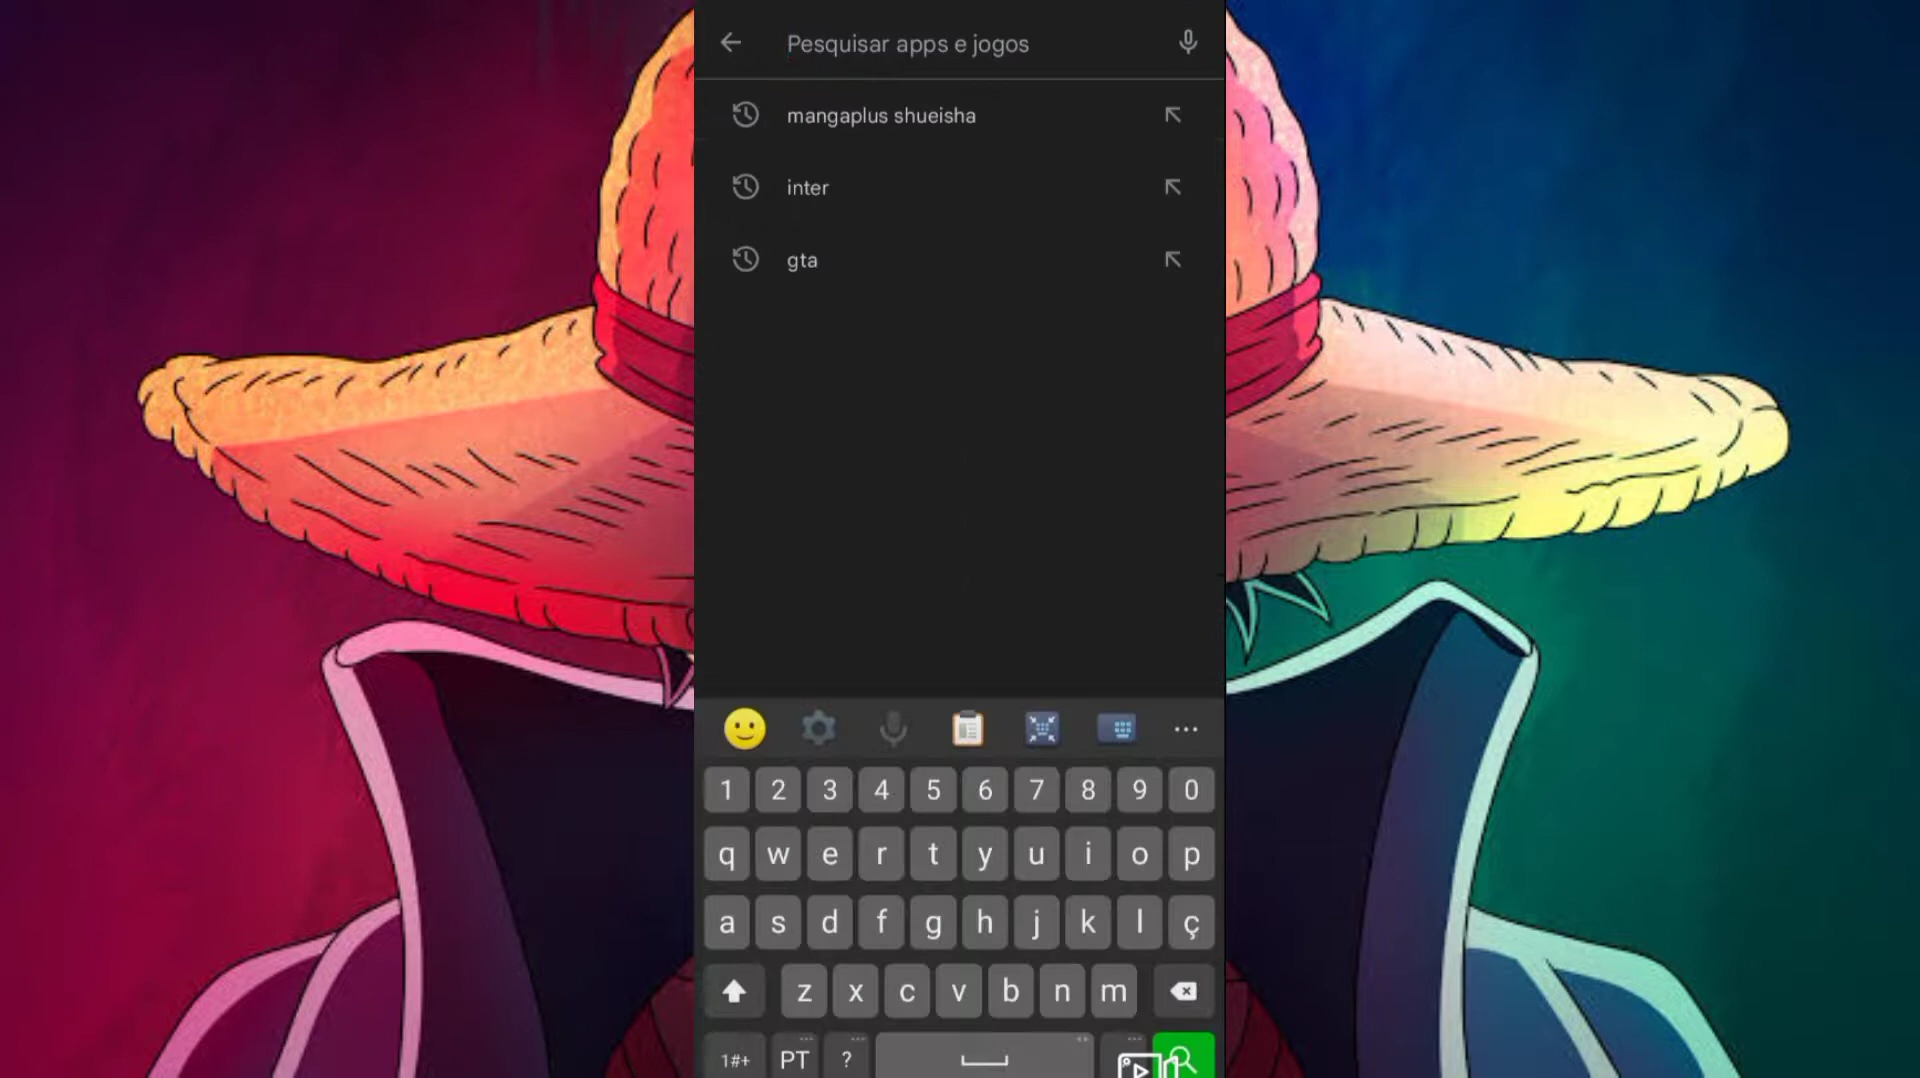 Pesquisar apps e jogos
mangaplus shueisha
inter
gta
1 2 3 4 5 6 7 8 9 0
q w e r t y u i o p
a s d f g h j k l ç
z x c v b n m
1#+ PT ?